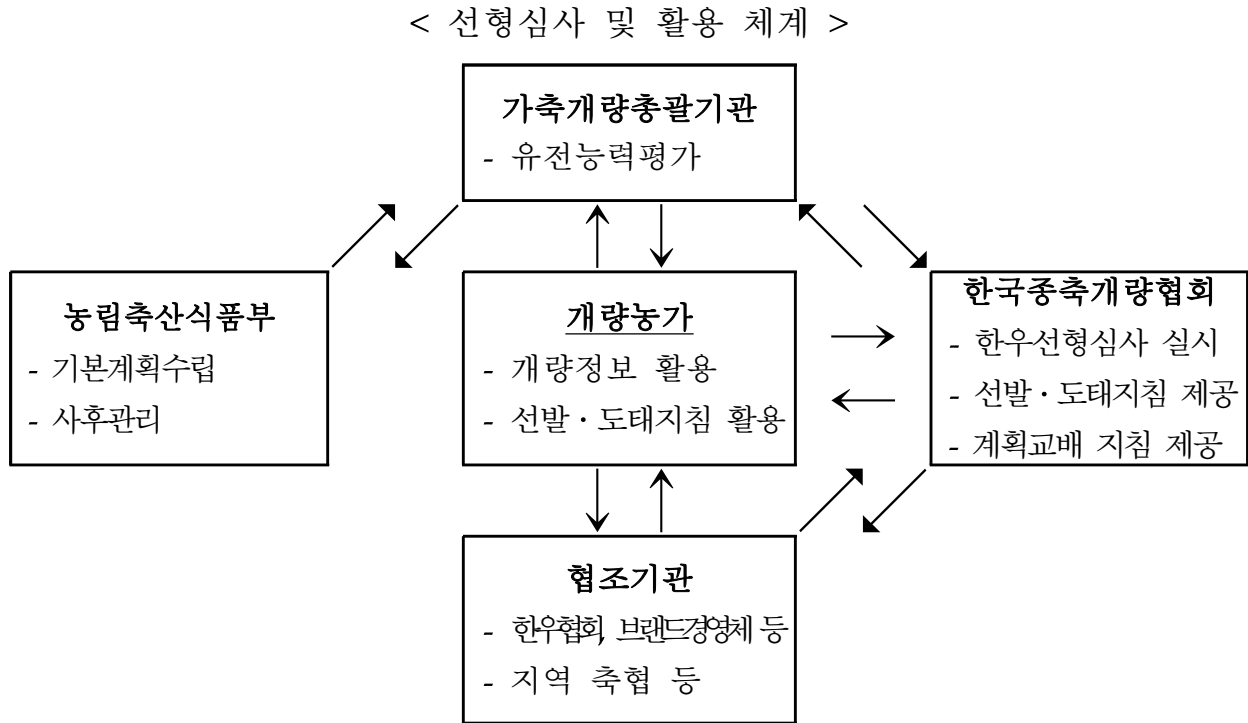 < 선형심사 및 활용 체계 >
가축개량총괄기관
- 유전능력평가
농림축산식품부
- 기본계획수립
- 사후관리
개량농가
- 개량정보 활용
- 선발·도태지침 활용
한국종축개량협회
- 한우선형심사 실시
- 선발·도태지침 제공
- 계획교배 지침 제공
협조기관
- 한우협회, 브랜드경영체 등
- 지역 축협 등